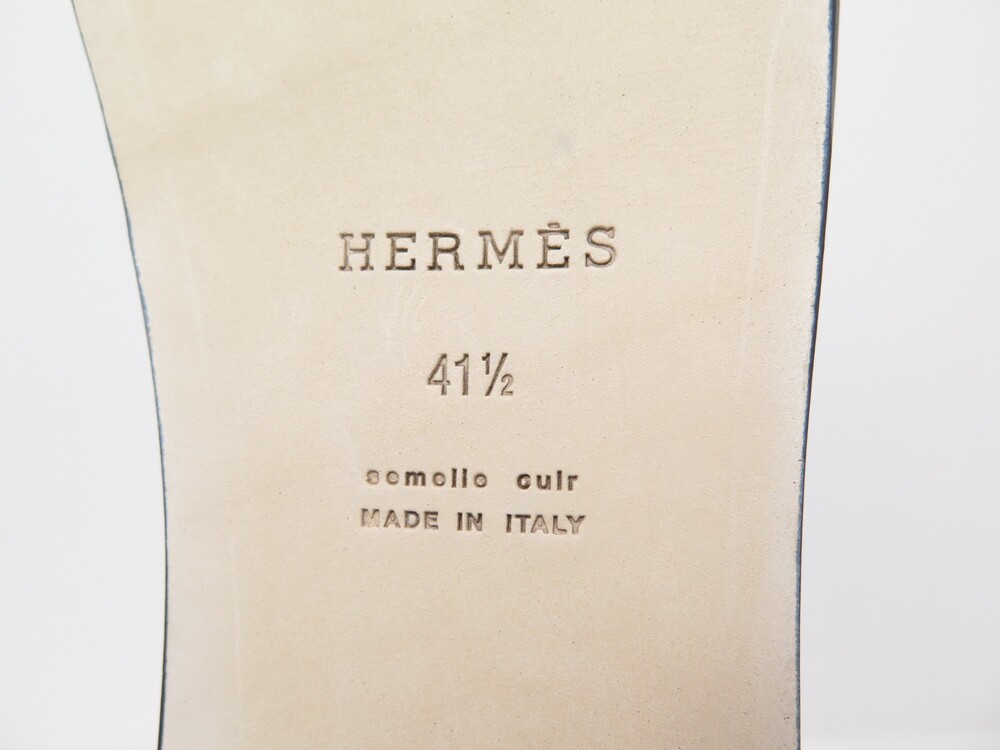 HERMÈS
41½
semelle cuir
MADE IN ITALY